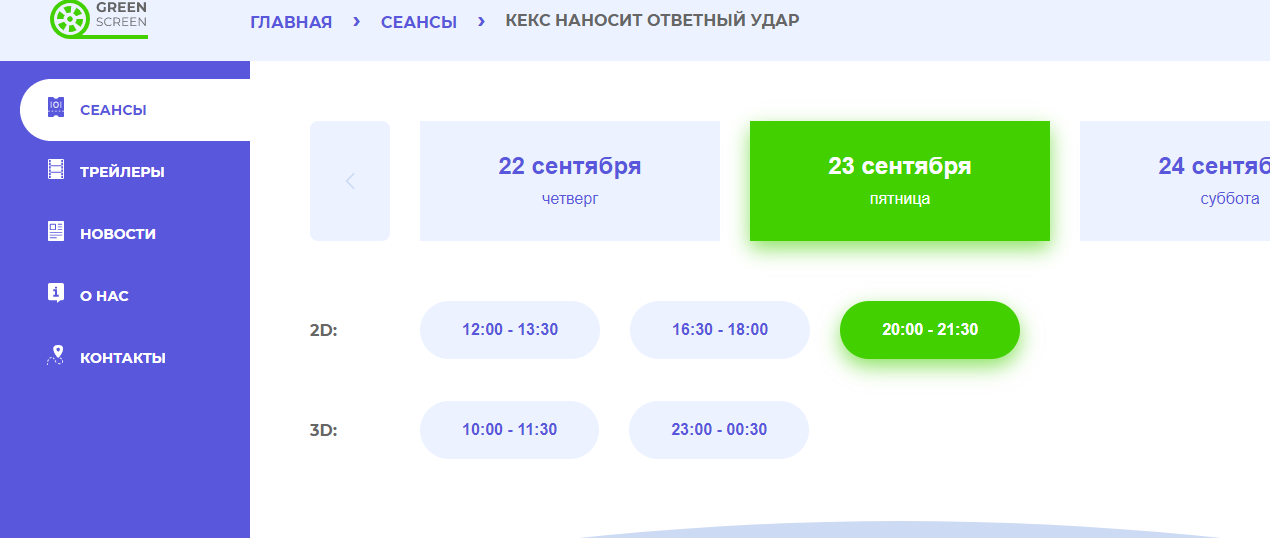 GREEN
SCREEN
ГЛАВНАЯ › СЕАНСЫ › КЕКС НАНОСИТ ОТВЕТНЫЙ УДАР
СЕАНСЫ
ТРЕЙЛЕРЫ
НОВОСТИ
О НАС
КОНТАКТЫ
22 сентября
четверг
23 сентября
пятница
24 сентяб
суббота
2D: 12:00 - 13:30 16:30 - 18:00 20:00 - 21:30
3D: 10:00 - 11:30 23:00 - 00:30